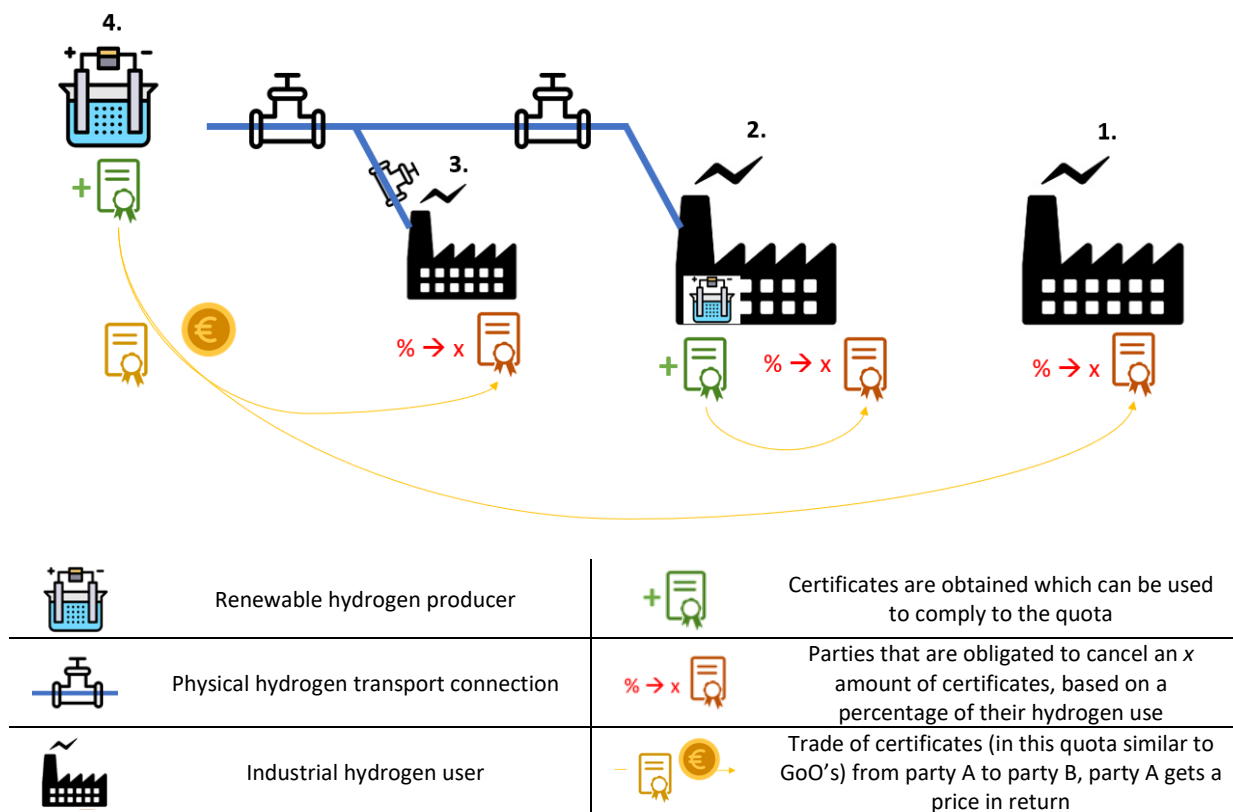 4.
+ −
2.
1.
3.
+
€
% → x
+ −
+
% → x
% → x
+ −
Renewable hydrogen producer
+
Certificates are obtained which can be used
to comply to the quota
Physical hydrogen transport connection
% → x
Parties that are obligated to cancel an x
amount of certificates, based on a
percentage of their hydrogen use
Industrial hydrogen user
€
Trade of certificates (in this quota similar to
GoO's) from party A to party B, party A gets a
price in return